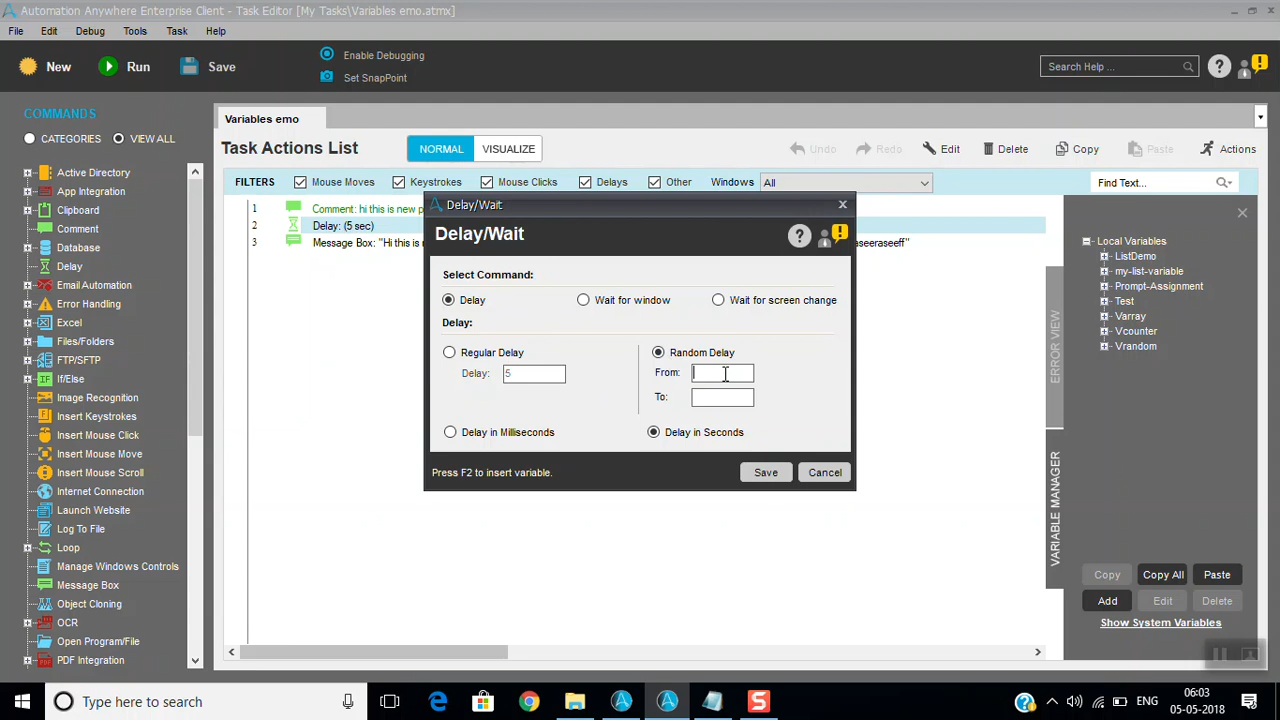 Automation Anywhere Enterprise Client - Task Editor [My Tasks\Variables emo.atmx]
File Edit Debug Tools Task Help
New Run Save
Enable Debugging
Set SnapPoint
Search Help ...
COMMANDS
CATEGORIES VIEW ALL
Active Directory
App Integration
Clipboard
Comment
Database
Delay
Email Automation
Error Handling
Excel
Files/Folders
FTP/SFTP
If/Else
Image Recognition
Insert Keystrokes
Insert Mouse Click
Insert Mouse Move
Insert Mouse Scroll
Internet Connection
Launch Website
Log To File
Loop
Manage Windows Controls
Message Box
Object Cloning
OCR
Open Program/File
PDF Integration
Variables emo
Task Actions List NORMAL VISUALIZE Undo Redo Edit Delete Copy Paste Actions
FILTERS Mouse Moves Keystrokes Mouse Clicks Delays Other Windows All Find Text...
1 Comment: hi this is new p
2 Delay: (5 sec)
3 Message Box: "Hi this is aseeraseeff"
Delay/Wait
Delay/Wait
Select Command:
Delay Wait for window Wait for screen change
Delay:
Regular Delay Random Delay
Delay: 5 From:
To:
Delay in Milliseconds Delay in Seconds
Press F2 to insert variable. Save Cancel
ERROR VIEW
VARIABLE MANAGER
Local Variables
ListDemo
my-list-variable
Prompt-Assignment
Test
Varray
Vcounter
Vrandom
Copy Copy All Paste
Add Edit Delete
Show System Variables
Type here to search
ENG
06:03
05-05-2018